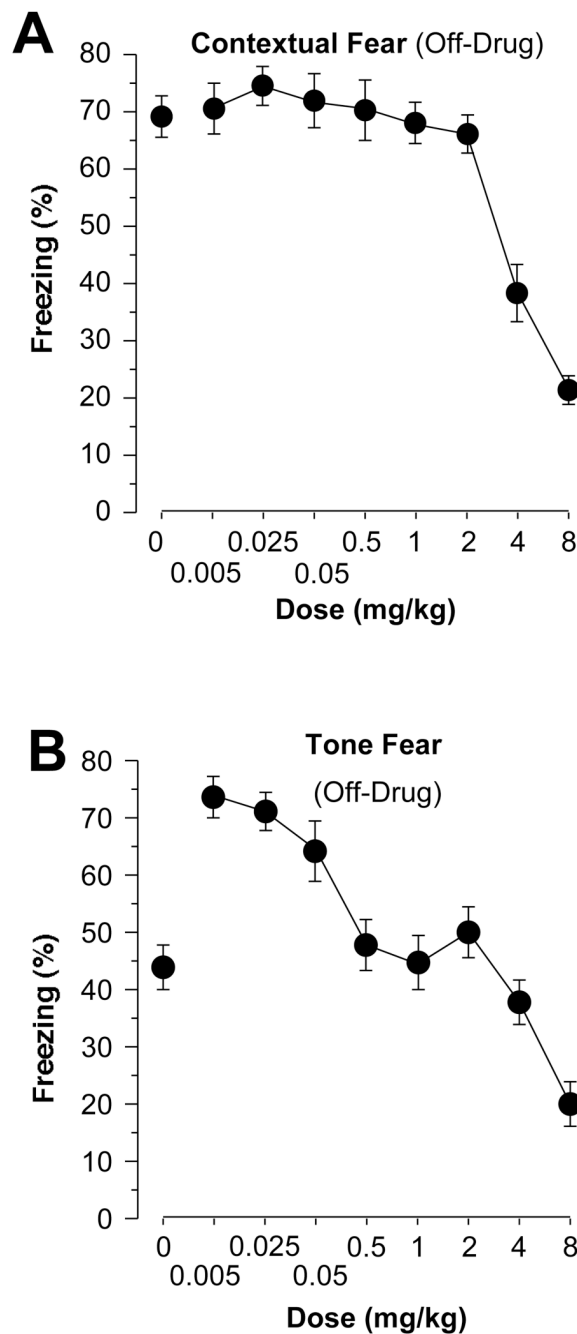 A
Contextual Fear (Off-Drug)
80
70
60
50
40
30
20
10
0
Freezing (%)
0 0.025 0.5 1 2 4 8
0.005 0.05
Dose (mg/kg)
B
Tone Fear
(Off-Drug)
80
70
60
50
40
30
20
10
0
Freezing (%)
0 0.025 0.5 1 2 4 8
0.005 0.05
Dose (mg/kg)